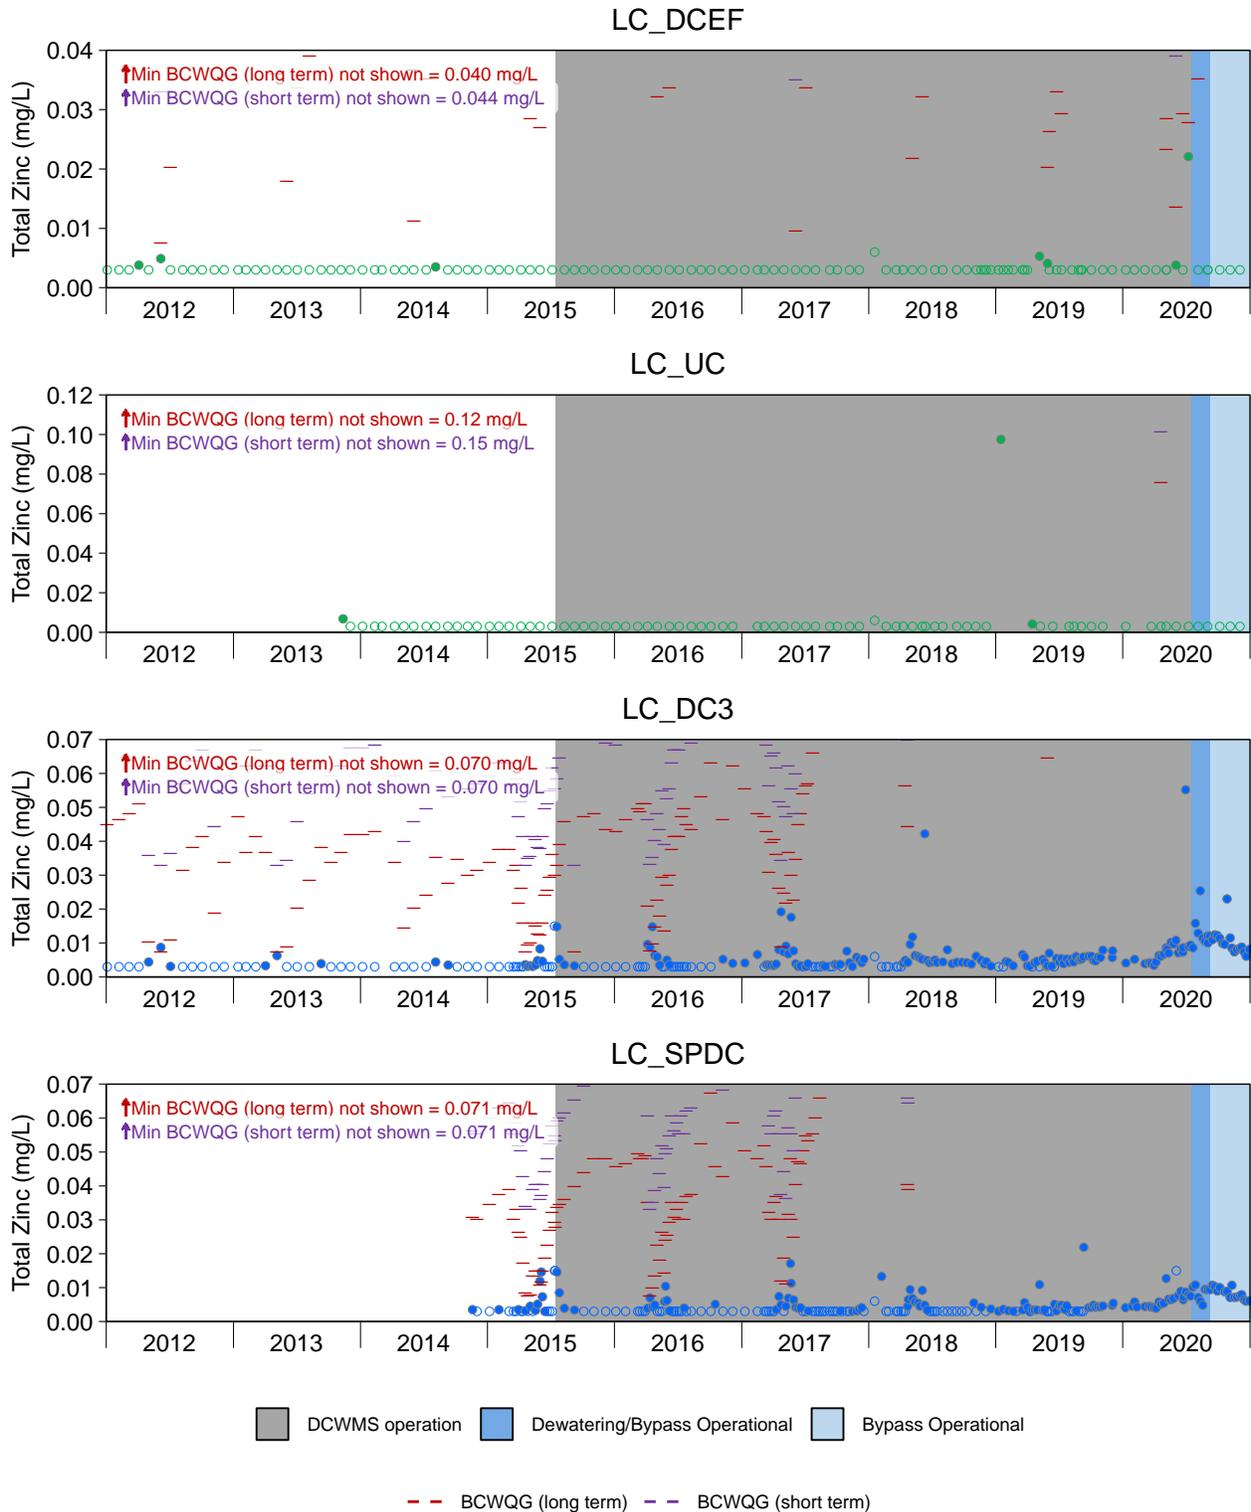 LC_DCEF
Total Zinc (mg/L)
0.04
0.03
0.02
0.01
0.00
↑Min BCWQG (long term) not shown = 0.040 mg/L
↑Min BCWQG (short term) not shown = 0.044 mg/L
2012 2013 2014 2015 2016 2017 2018 2019 2020
LC_UC
Total Zinc (mg/L)
0.12
0.10
0.08
0.06
0.04
0.02
0.00
↑Min BCWQG (long term) not shown = 0.12 mg/L
↑Min BCWQG (short term) not shown = 0.15 mg/L
2012 2013 2014 2015 2016 2017 2018 2019 2020
LC_DC3
Total Zinc (mg/L)
0.07
0.06
0.05
0.04
0.03
0.02
0.01
0.00
↑Min BCWQG (long term) not shown = 0.070 mg/L
↑Min BCWQG (short term) not shown = 0.070 mg/L
2012 2013 2014 2015 2016 2017 2018 2019 2020
LC_SPDC
Total Zinc (mg/L)
0.07
0.06
0.05
0.04
0.03
0.02
0.01
0.00
↑Min BCWQG (long term) not shown = 0.071 mg/L
↑Min BCWQG (short term) not shown = 0.071 mg/L
2012 2013 2014 2015 2016 2017 2018 2019 2020
DCWMS operation Dewatering/Bypass Operational Bypass Operational
BCWQG (long term) BCWQG (short term)